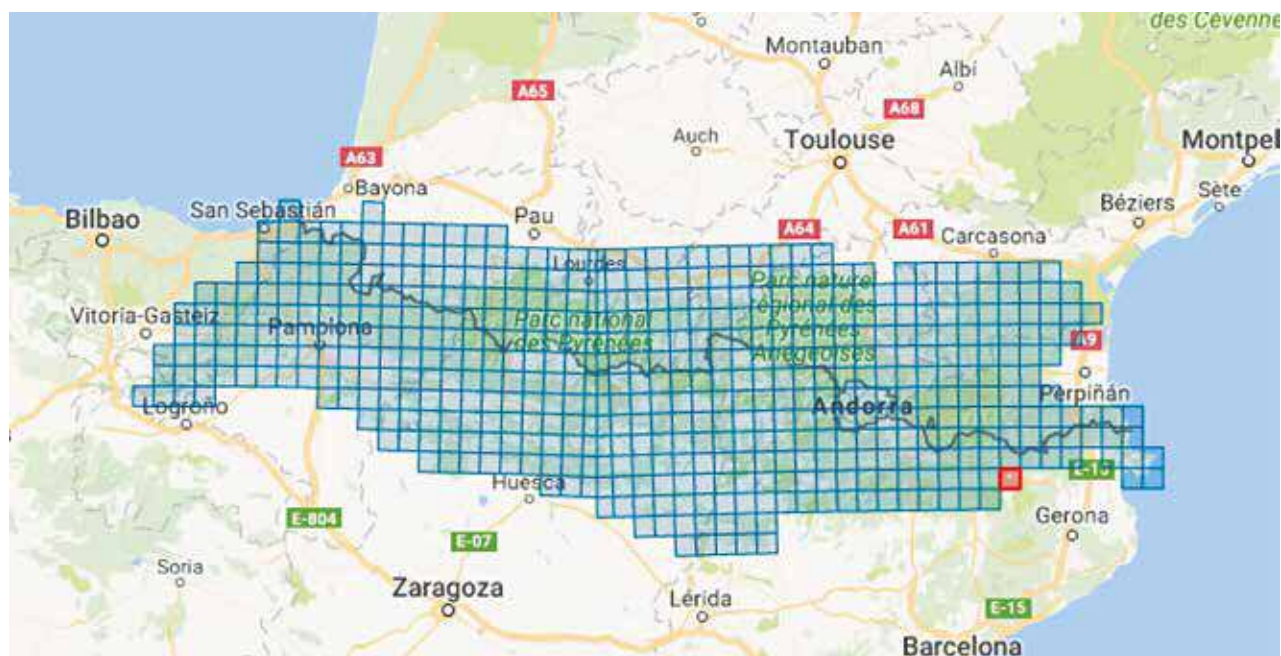 des Cévenne
Montauban
Albi
A65
A68
Auch
Toulouse
Montpel
A63
Bayona
Sète
Béziers
San Sebastián
Bilbao
Pau
A64
A61
Carcasona
Lourdes
Parc naturel
régional des
Pyrénées
Ariégeoises
Vitoria-Gasteiz
Pamplona
Parc national
des Pyrénées
A9
Perpiñán
Logroño
Andorra
Huesca
E-15
Gerona
E-804
E-07
Soria
Zaragoza
Lérida
E-15
Barcelona